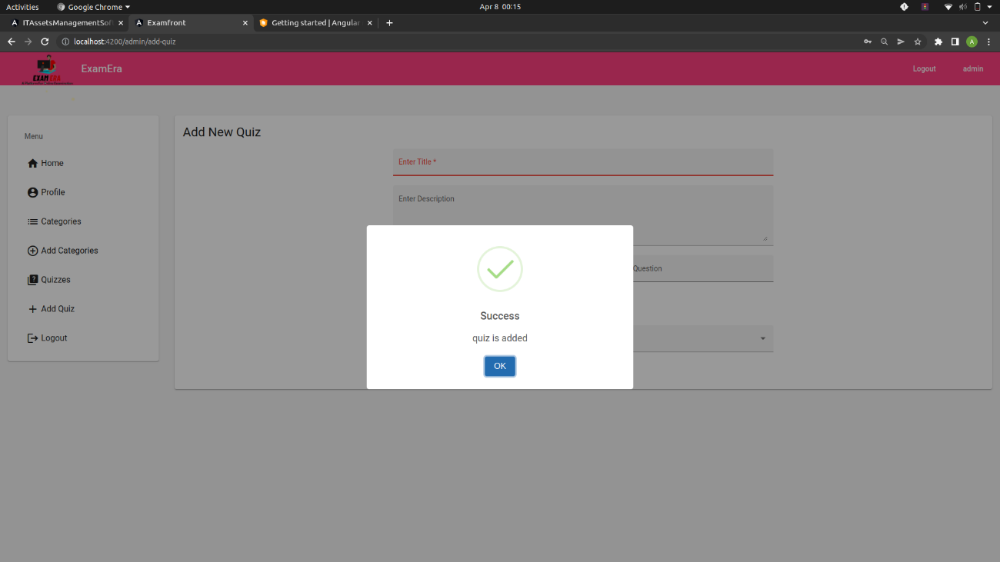 Activities Google Chrome Apr 8 00:15
ITAssetsManagementSof Examfront Getting started | Angular
localhost:4200/admin/add-quiz A
EXAM ERA
ExamEra Logout admin
Menu
Home
Profile
Categories
Add Categories
Quizzes
Add Quiz
Logout
Add New Quiz
Enter Title *
Enter Description
Question
Success
quiz is added
OK